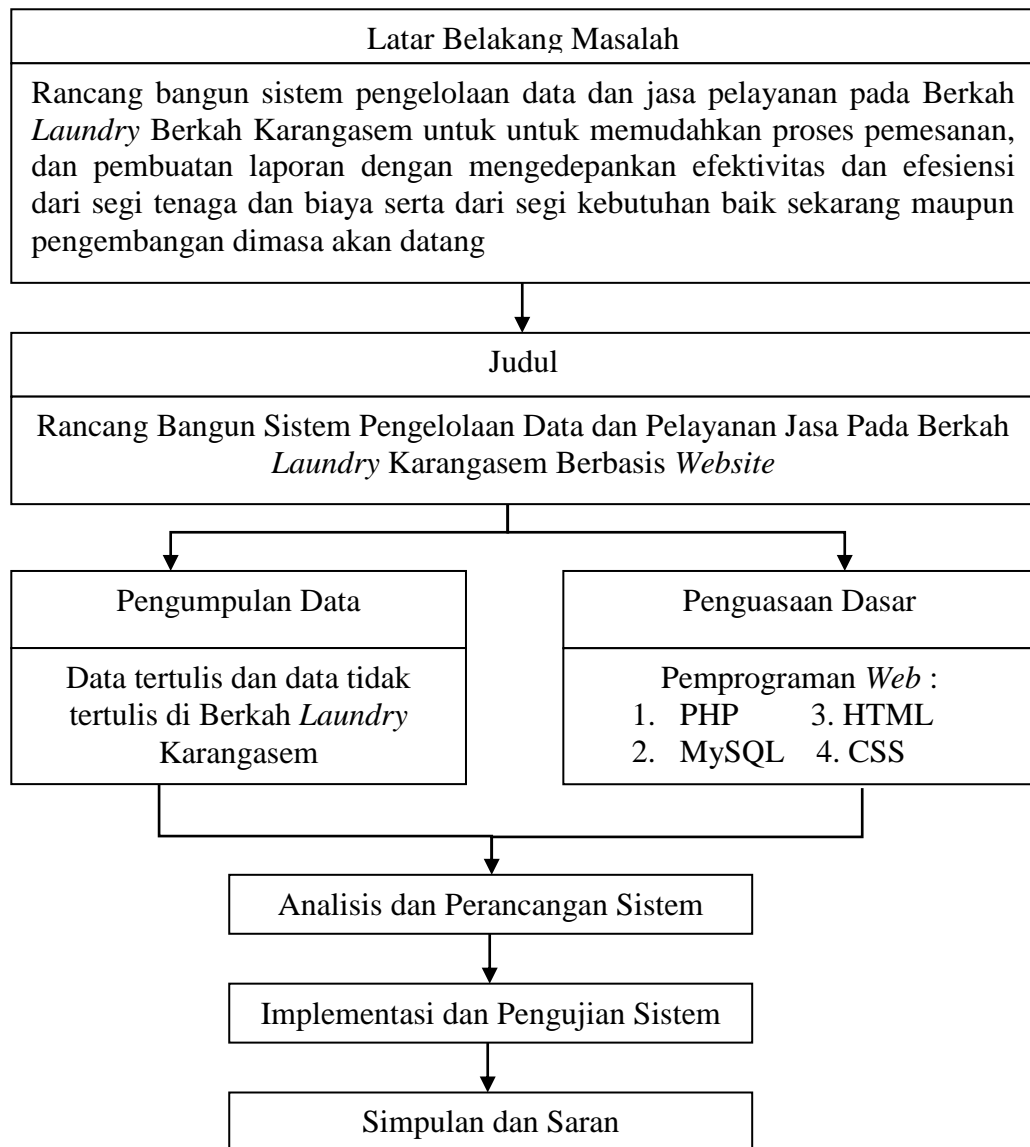 Latar Belakang Masalah
Rancang bangun sistem pengelolaan data dan jasa pelayanan pada Berkah
Laundry Berkah Karangasem untuk untuk memudahkan proses pemesanan,
dan pembuatan laporan dengan mengedepankan efektivitas dan efesiensi
dari segi tenaga dan biaya serta dari segi kebutuhan baik sekarang maupun
pengembangan dimasa akan datang
Judul
Rancang Bangun Sistem Pengelolaan Data dan Pelayanan Jasa Pada Berkah
Laundry Karangasem Berbasis Website
Pengumpulan Data
Data tertulis dan data tidak
tertulis di Berkah Laundry
Karangasem
Penguasaan Dasar
Pemprograman Web :
1. PHP 3. HTML
2. MySQL 4. CSS
Analisis dan Perancangan Sistem
Implementasi dan Pengujian Sistem
Simpulan dan Saran